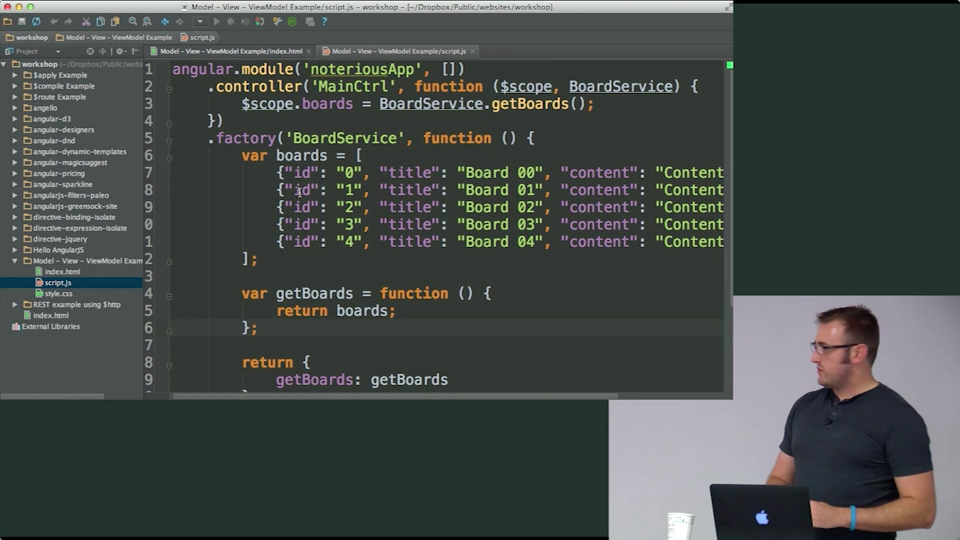 Model - View - ViewModel Example/script.js - workshop - [~/Dropbox/Public/websites/workshop]
workshop
Model - View - ViewModel Example
script.js
Project
Model - View - ViewModel Example/index.html
Model - View - ViewModel Example/script.js
workshop (~/Dropbox/Public/we
$apply Example
$compile Example
$route Example
angello
angular-d3
angular-designers
angular-dnd
angular-dynamic-templates
angular-magicsuggest
angular-pricing
angular-sparkline
angularjs-filters-paleo
angularjs-greensock-site
directive-binding-isolate
directive-expression-isolate
directive-jquery
Hello AngularJS
Model - View - ViewModel Exam
index.html
script.js
style.css
REST example using $http
index.html
External Libraries
1 angular.module('noteriousApp', [])
2 .controller('MainCtrl', function ($scope, BoardService) {
3 $scope.boards = BoardService.getBoards();
4 })
5 .factory('BoardService', function () {
6 var boards = [
7 {"id": "0", "title": "Board 00", "content": "Content
8 {"id": "1", "title": "Board 01", "content": "Content
9 {"id": "2", "title": "Board 02", "content": "Content
0 {"id": "3", "title": "Board 03", "content": "Content
1 {"id": "4", "title": "Board 04", "content": "Content
2 ];
3
4 var getBoards = function () {
5 return boards;
6 };
7
8 return {
9 getBoards: getBoards